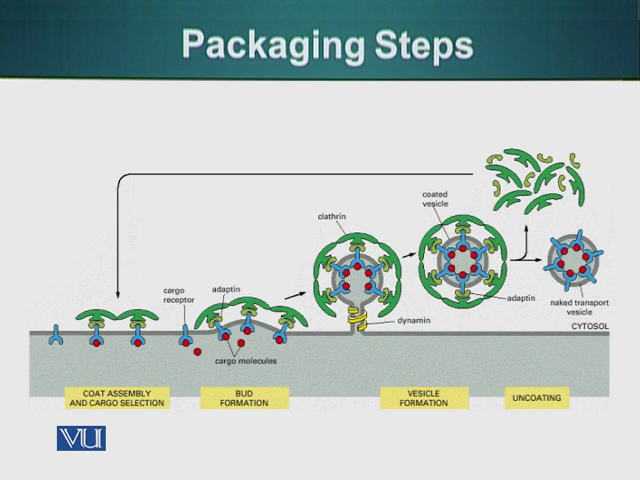 Packaging Steps
coated
vesicle
clathrin
cargo
receptor
adaptin
adaptin
naked transport
vesicle
dynamin
CYTOSOL
cargo molecules
COAT ASSEMBLY
AND CARGO SELECTION
BUD
FORMATION
VESICLE
FORMATION
UNCOATING
VU